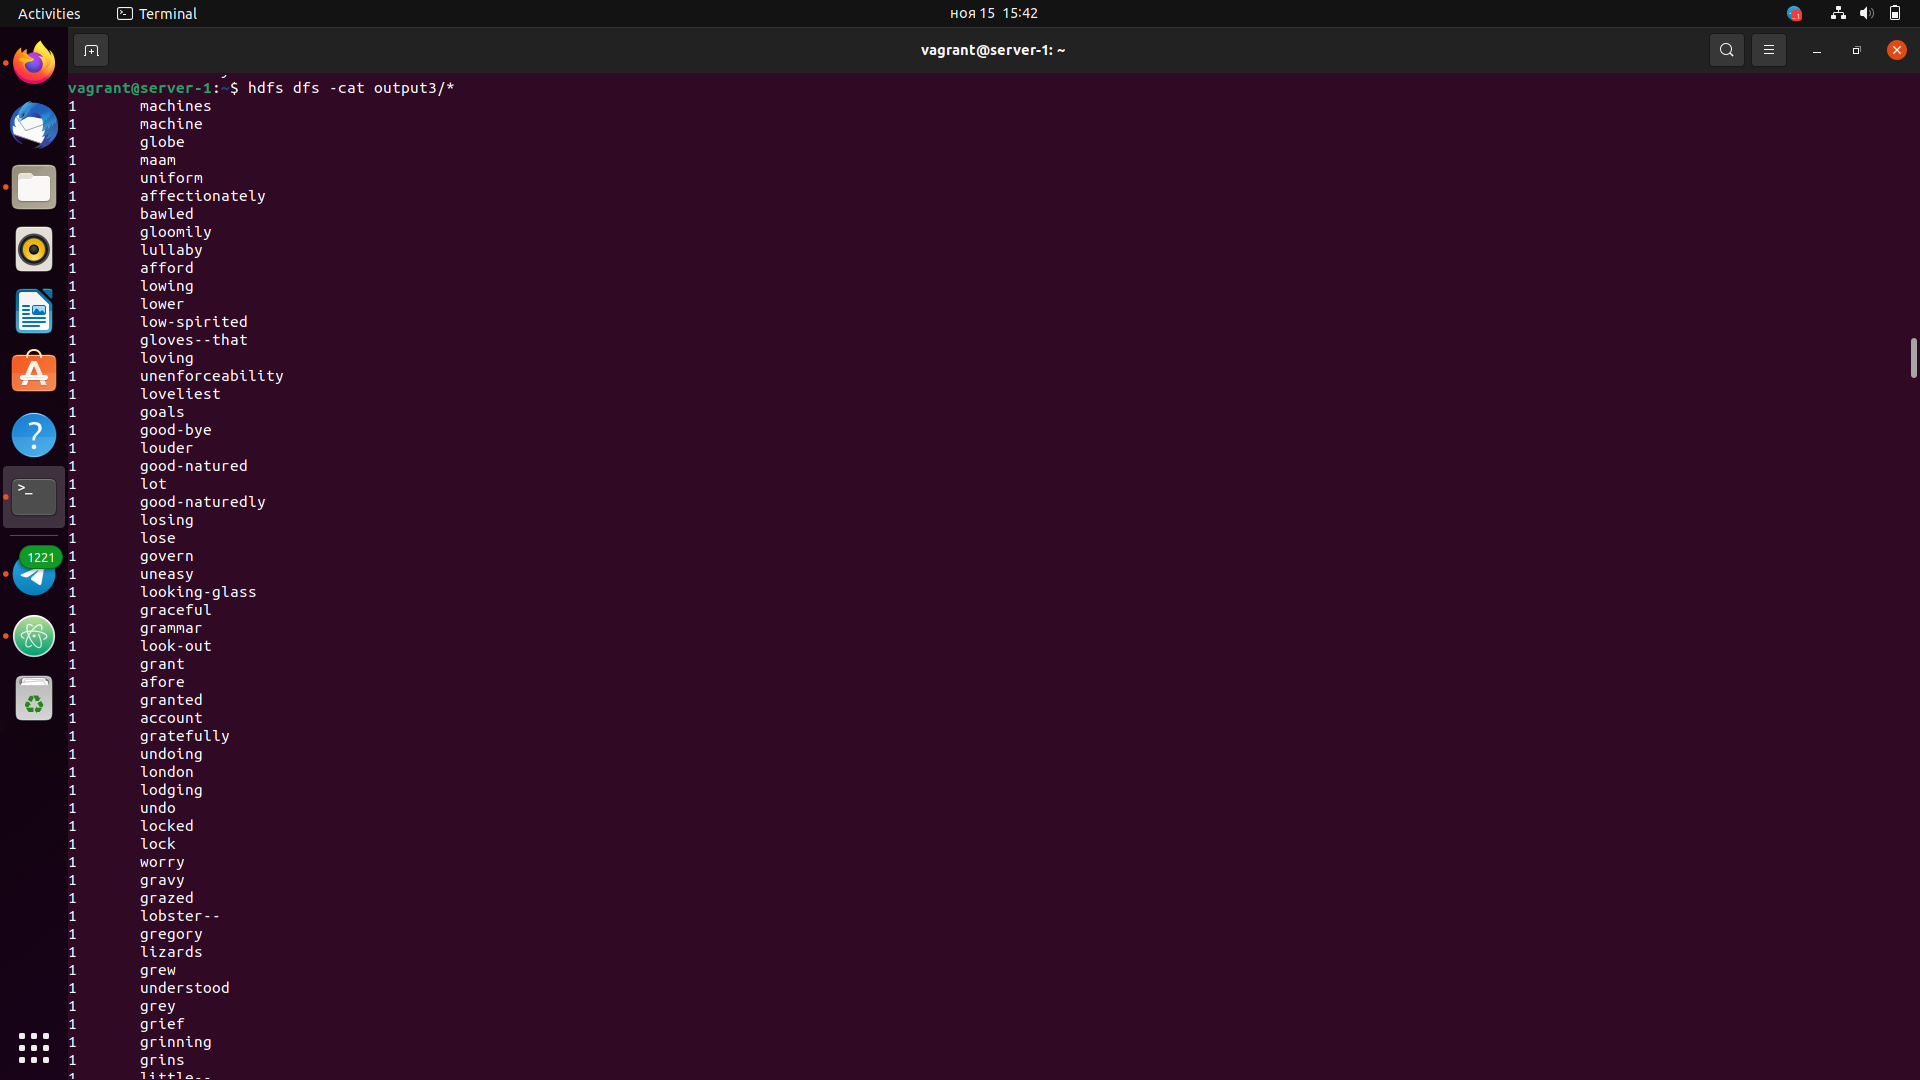 Activities
Terminal
ноя 15 15:42
vagrant@server-1: ~
vagrant@server-1:~$ hdfs dfs -cat output3/*
1 machines
1 machine
1 globe
1 maam
1 uniform
1 affectionately
1 bawled
1 gloomily
1 lullaby
1 afford
1 lowing
1 lower
1 low-spirited
1 gloves--that
1 loving
1 unenforceability
1 loveliest
1 goals
1 good-bye
1 louder
1 good-natured
1 lot
1 good-naturedly
1 losing
1 lose
1 govern
1 uneasy
1 looking-glass
1 graceful
1 grammar
1 look-out
1 grant
1 afore
1 granted
1 account
1 gratefully
1 undoing
1 london
1 lodging
1 undo
1 locked
1 lock
1 worry
1 gravy
1 grazed
1 lobster--
1 gregory
1 lizards
1 grew
1 understood
1 grey
1 grief
1 grinning
1 grins
1 little--
1221